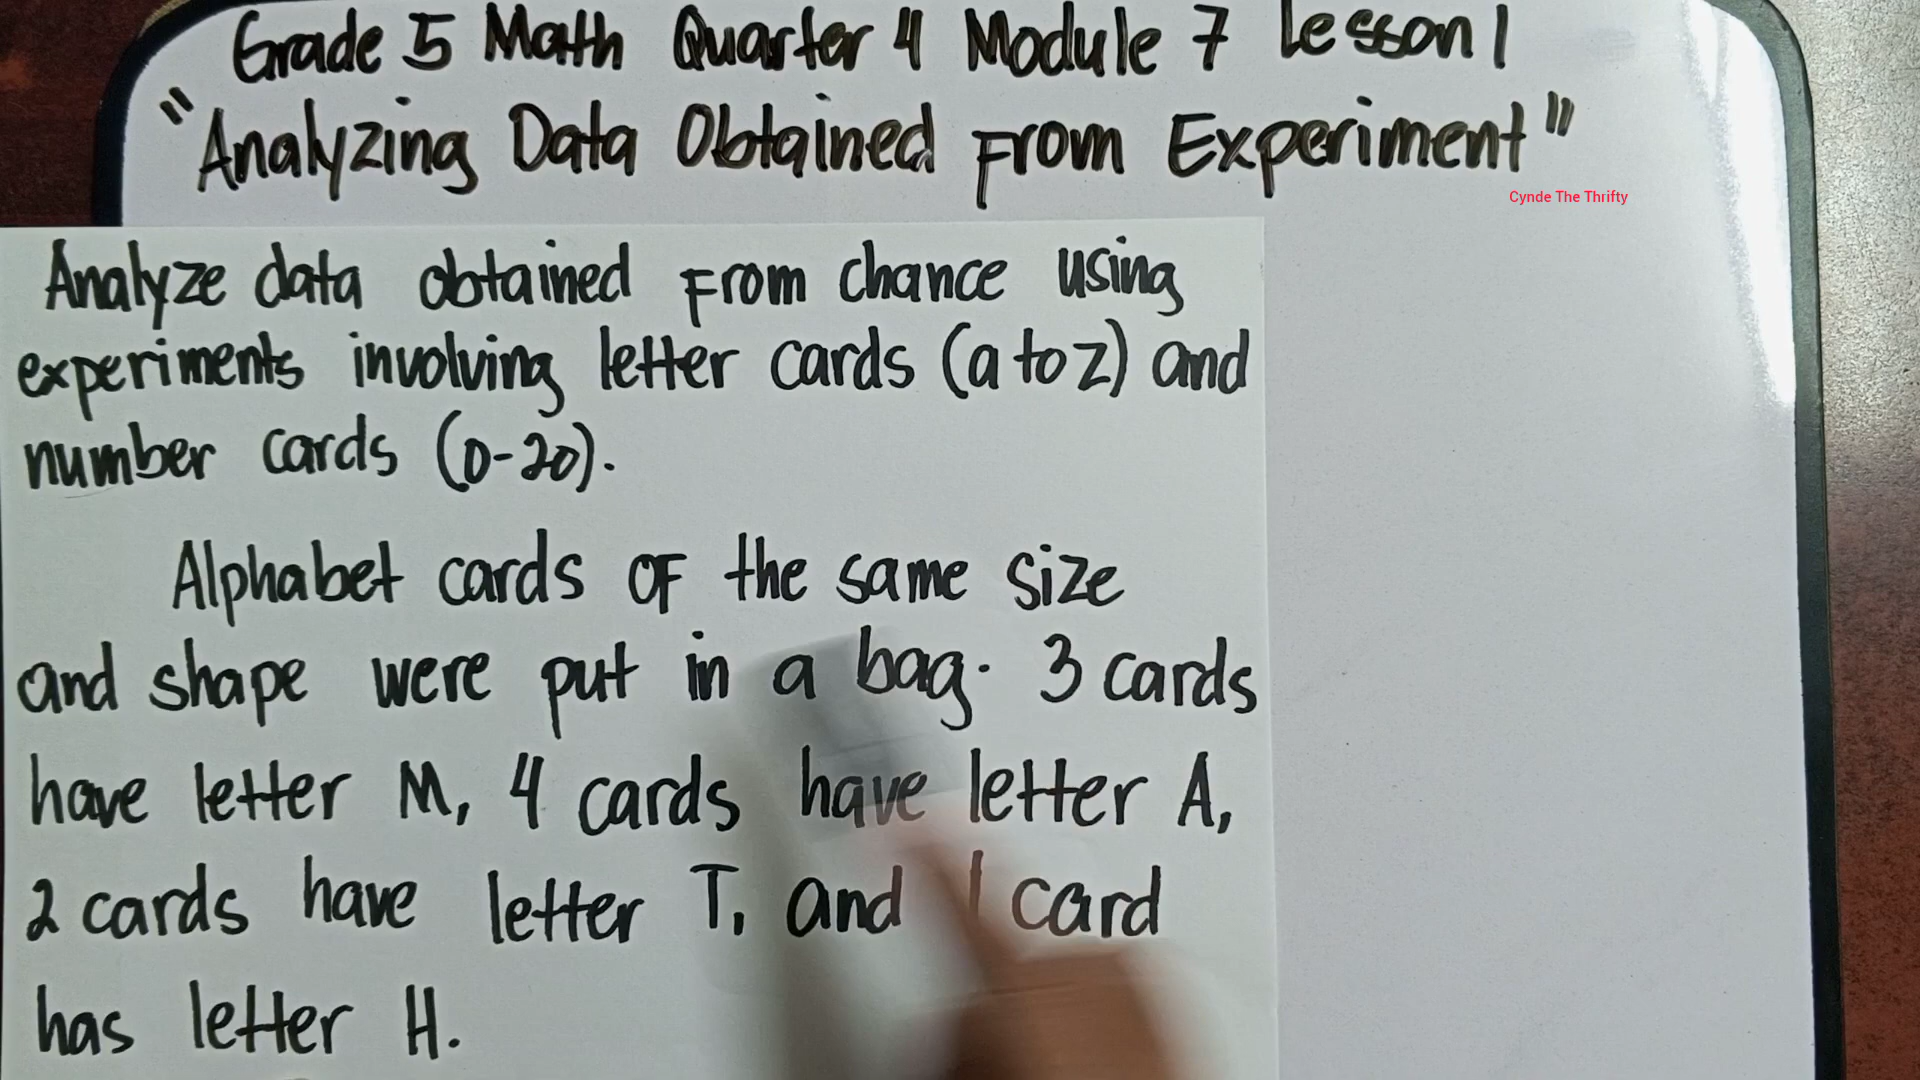 Grade 5 Math Quarter 4 Module 7 Lesson 1
"Analyzing Data Obtained From Experiment"
Cynde The Thrifty
Analyze data obtained from chance using
experiments involving letter cards (a to z) and
number cards (0-20).
Alphabet cards of the same size
and shape were put in a bag. 3 cards
have letter M, 4 cards have letter A,
2 cards have letter T, and 1 card
has letter H.